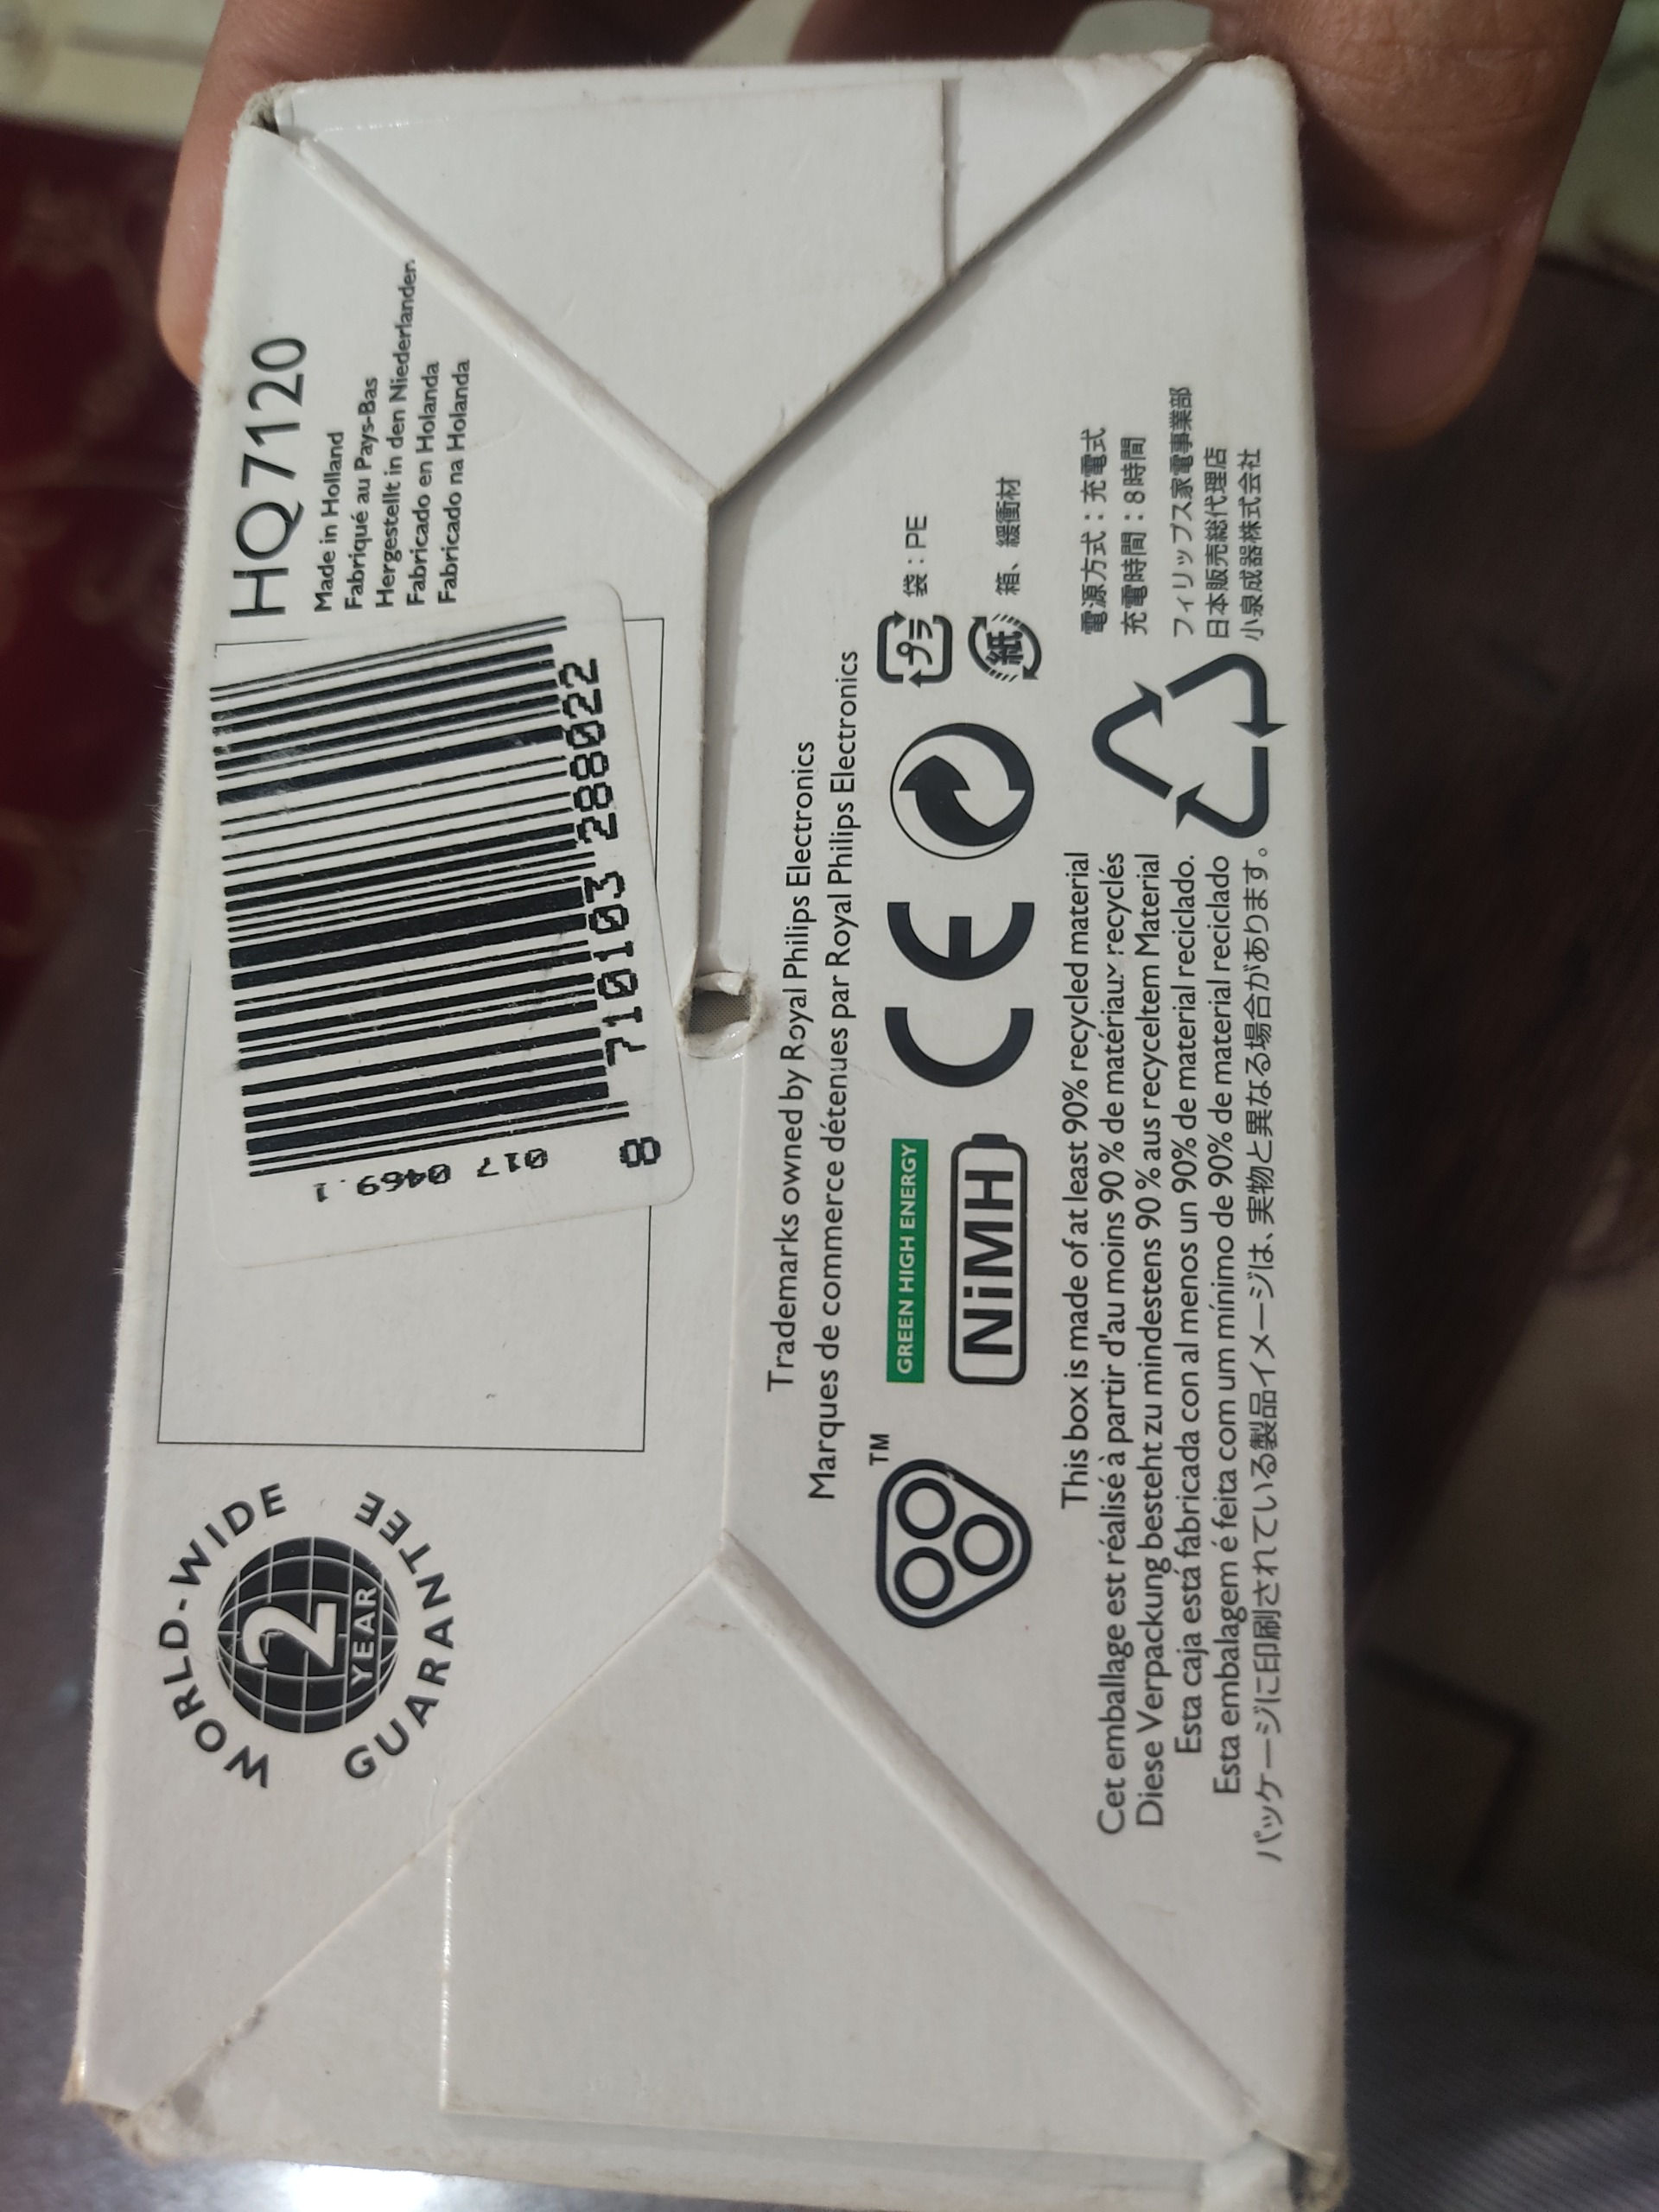 WORLD-WIDE
2
YEAR
GUARANTEE
017 0469.1
8 710103 288022
HQ7120
Made in Holland
Fabriqué au Pays-Bas
Hergestellt in den Niederlanden
Fabricado en Holanda
Fabricado na Holanda
Trademarks owned by Royal Philips Electronics
Marques de commerce détenues par Royal Philips Electronics
TM
GREEN HIGH ENERGY
NiMH
CE
プラ
袋：PE
紙
箱、緩衝材
This box is made of at least 90% recycled material
Cet emballage est réalisé à partir d'au moins 90 % de matériaux recyclés
Diese Verpackung besteht zu mindestens 90 % aus recyceltem Material
Esta caja está fabricada con al menos un 90% de material reciclado.
Esta embalagem é feita com um mínimo de 90% de material reciclado
パッケージに印刷されている製品イメージは、実物と異なる場合があります。
電源方式：充電式
充電時間：8時間
フィリップス家電事業部
日本販売総代理店
小泉成器株式会社